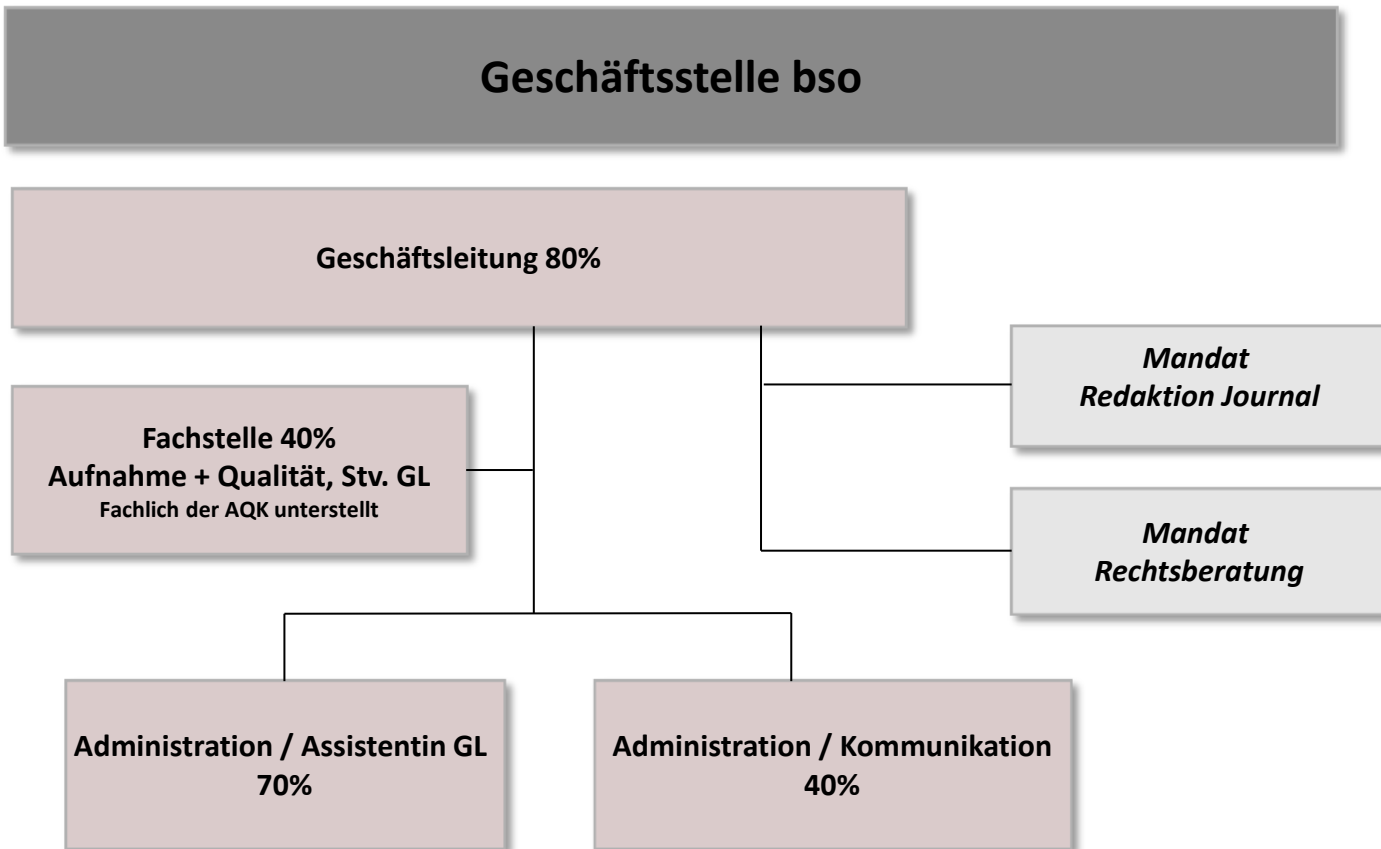 Geschäftsstelle bso
Geschäftsleitung 80%
Mandat
Redaktion Journal
Fachstelle 40%
Aufnahme + Qualität, Stv. GL
Fachlich der AQK unterstellt
Mandat
Rechtsberatung
Administration / Assistentin GL
70%
Administration / Kommunikation
40%